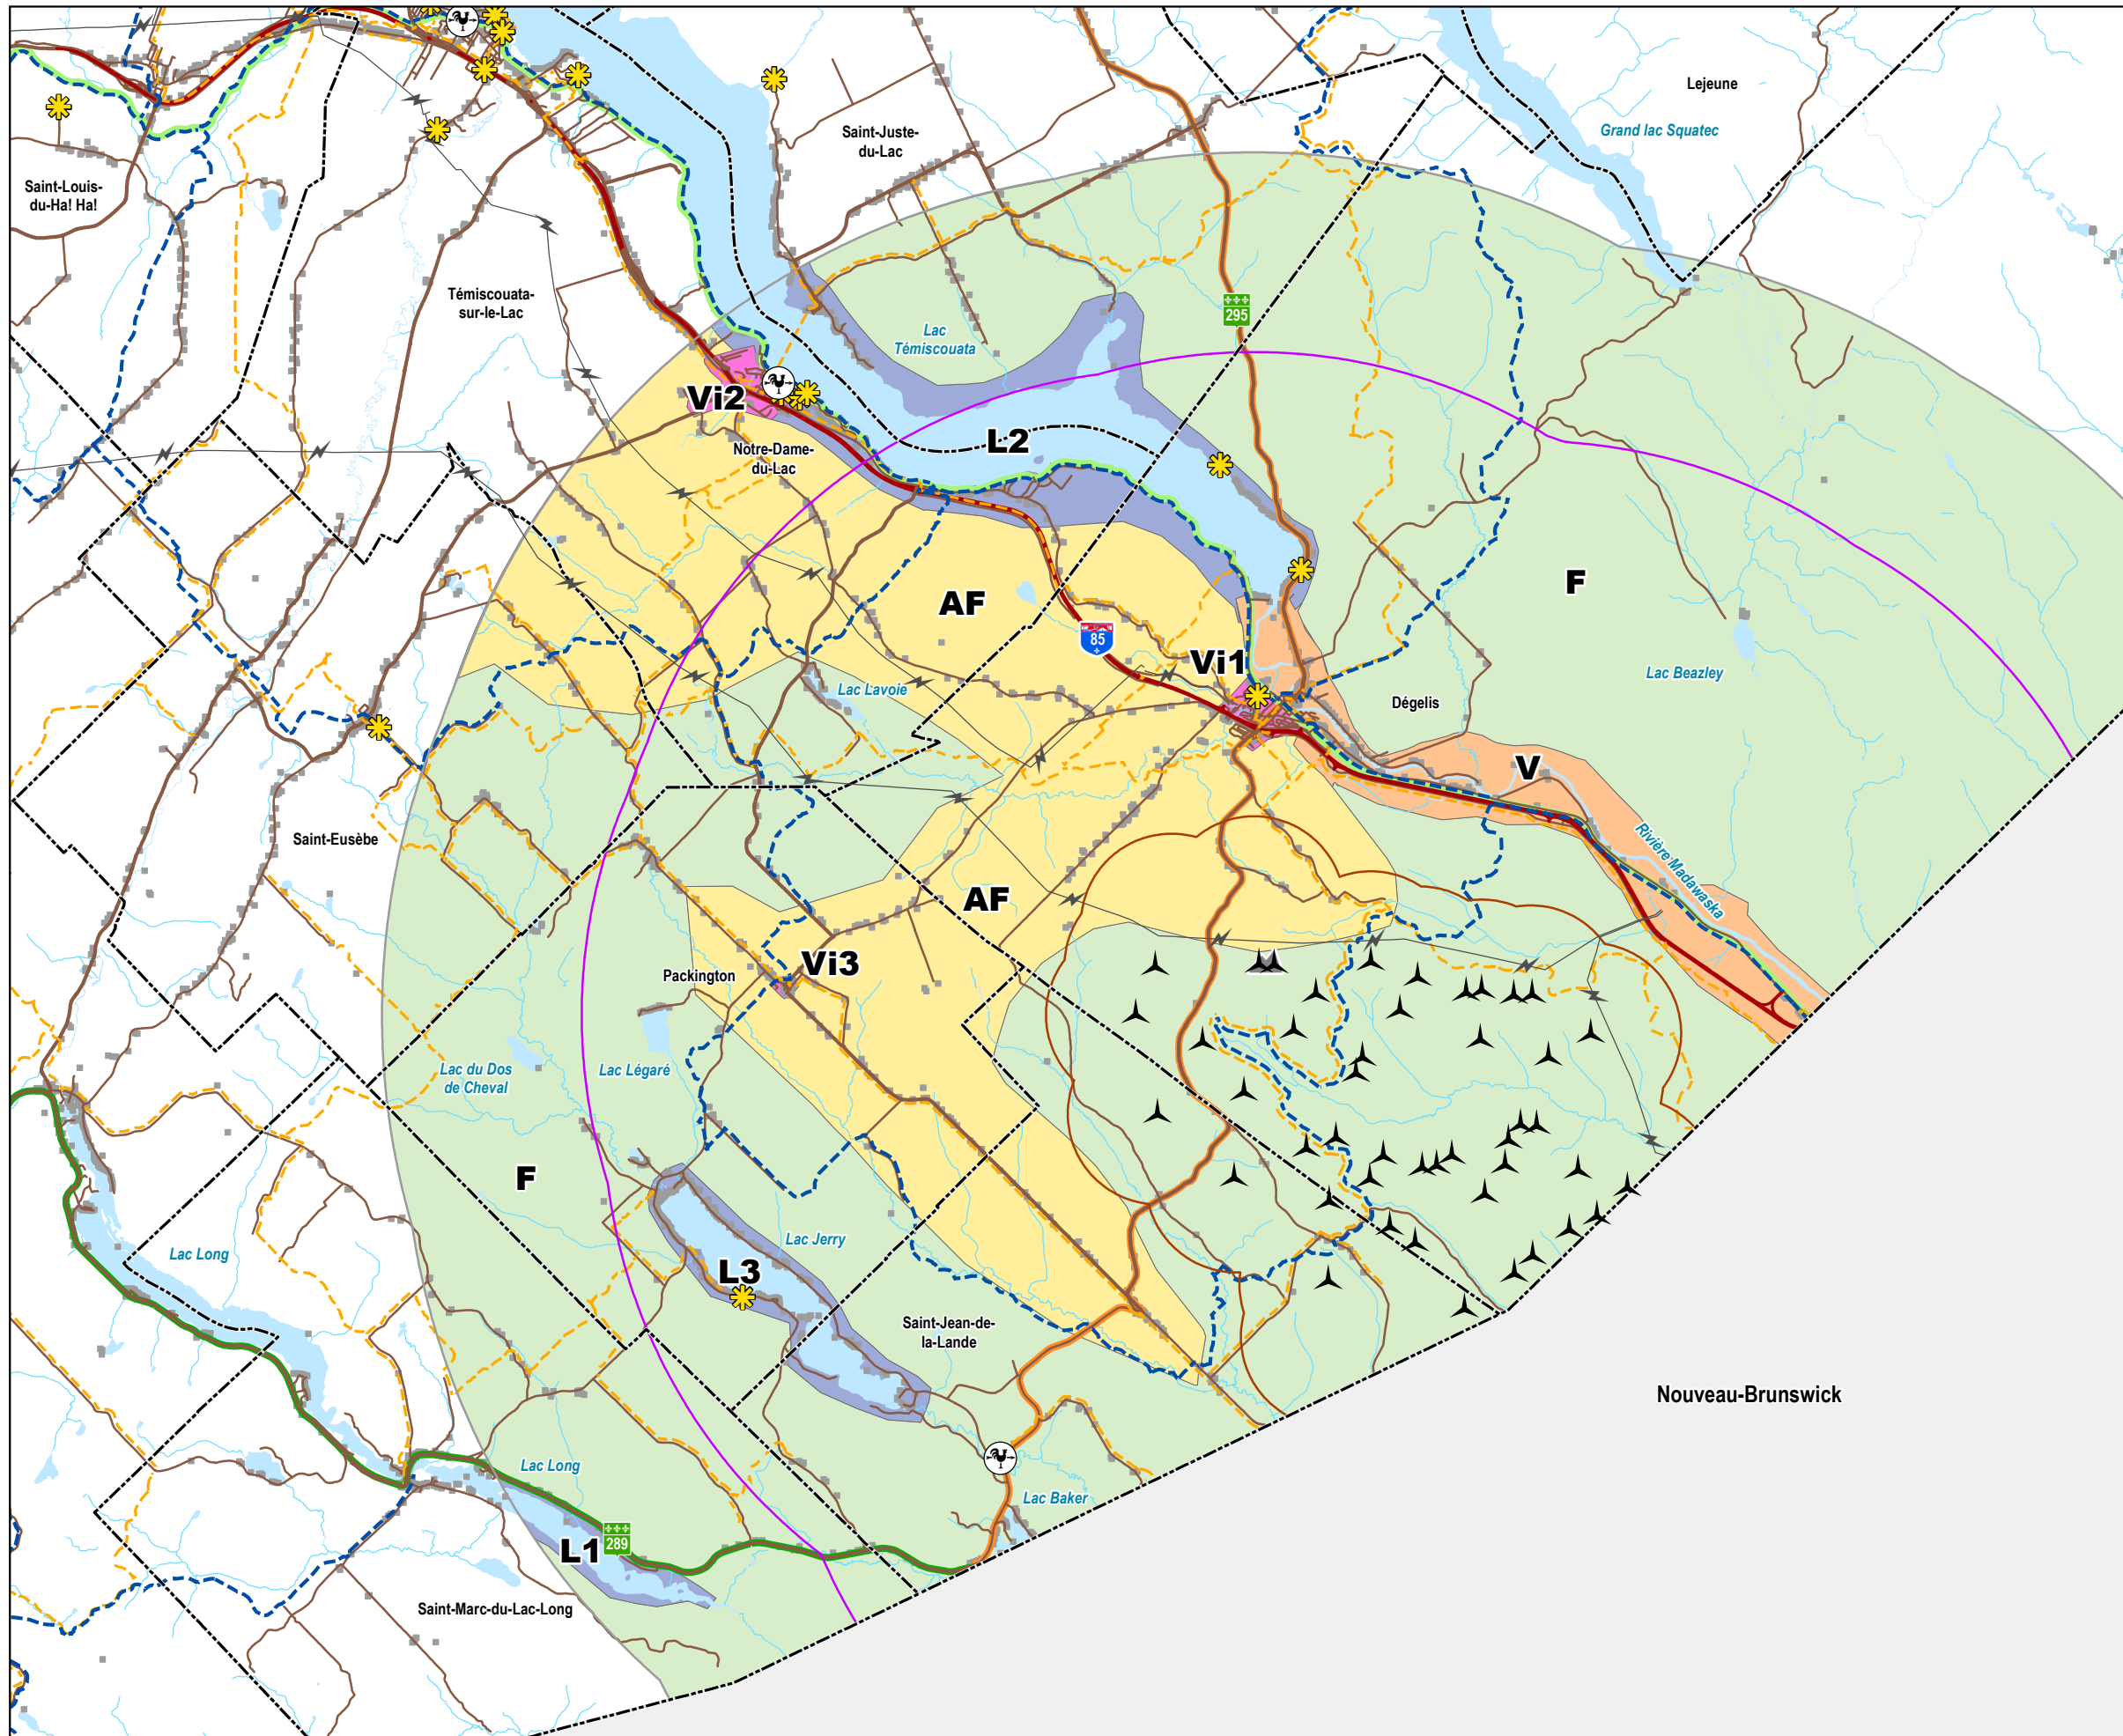 Lejeune
Grand lac Squatec
Saint-Juste-
du-Lac
Saint-Louis-
du-Ha! Ha!
Témiscouata-
sur-le-Lac
295
Lac
Témiscouata
Vi2
L2
Notre-Dame-
du-Lac
F
AF
85
Vi1
Lac Beazley
Lac Lavoie
Dégelis
V
Saint-Eusèbe
Rivière Madawaska
AF
Vi3
Packington
Lac du Dos
de Cheval
Lac Légaré
F
Lac Long
Lac Jerry
L3
Saint-Jean-de-
la-Lande
Nouveau-Brunswick
Lac Long
Lac Baker
289
L1
Saint-Marc-du-Lac-Long